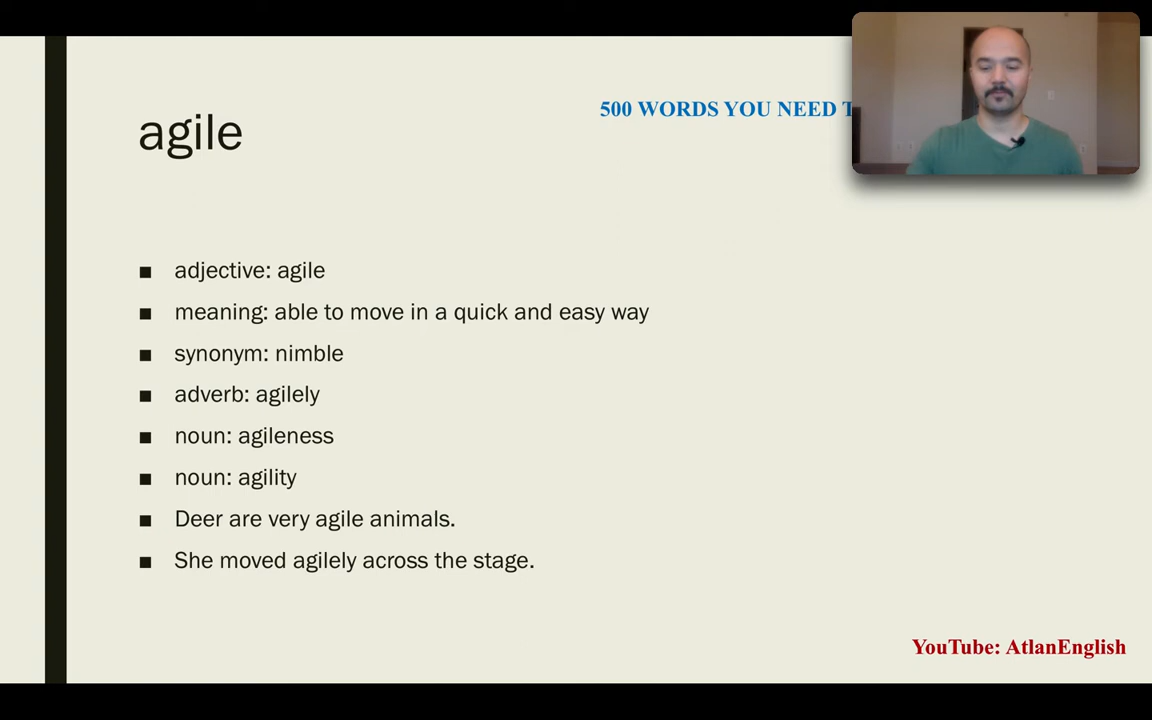 agile
500 WORDS YOU NEED
■ adjective: agile
■ meaning: able to move in a quick and easy way
■ synonym: nimble
■ adverb: agilely
■ noun: agileness
■ noun: agility
■ Deer are very agile animals.
■ She moved agilely across the stage.
YouTube: AtlanEnglish